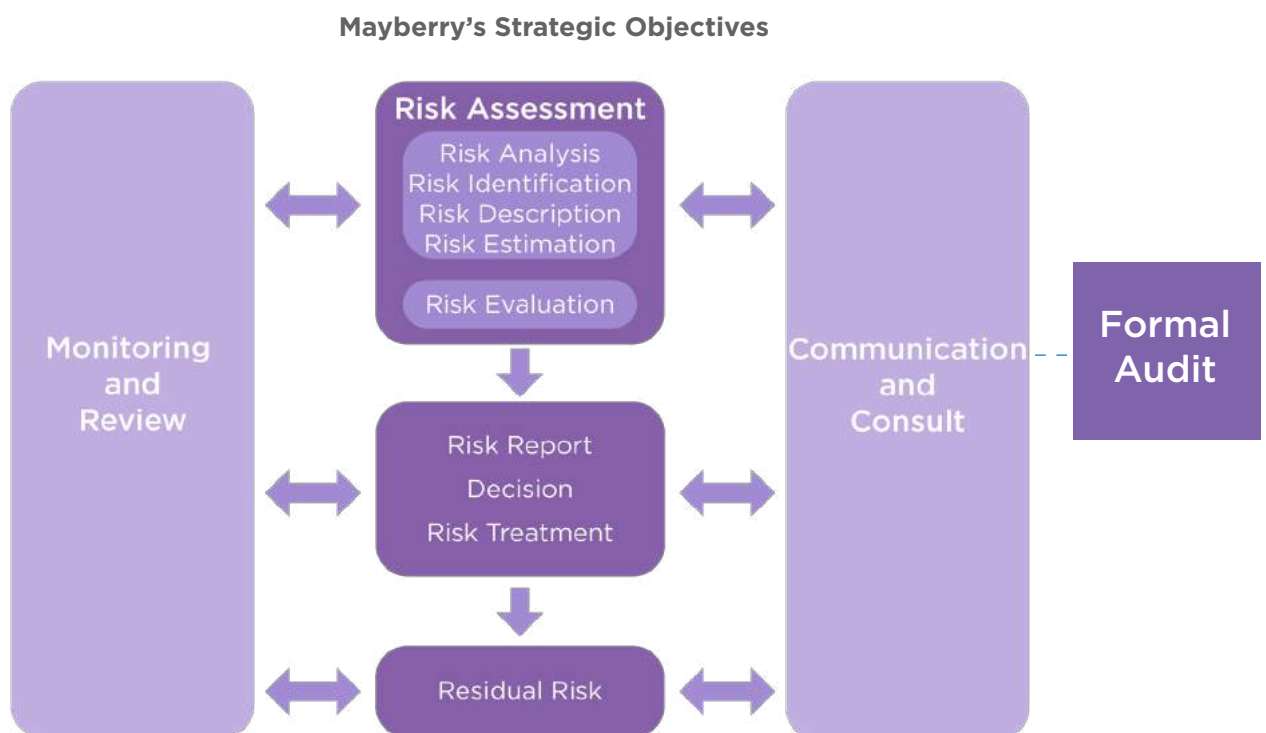 Mayberry's Strategic Objectives
Risk Assessment
Risk Analysis
Risk Identification
Risk Description
Risk Estimation
Risk Evaluation
Monitoring
and
Review
Risk Report
Decision
Risk Treatment
Residual Risk
Communication
and
Consult
Formal
Audit